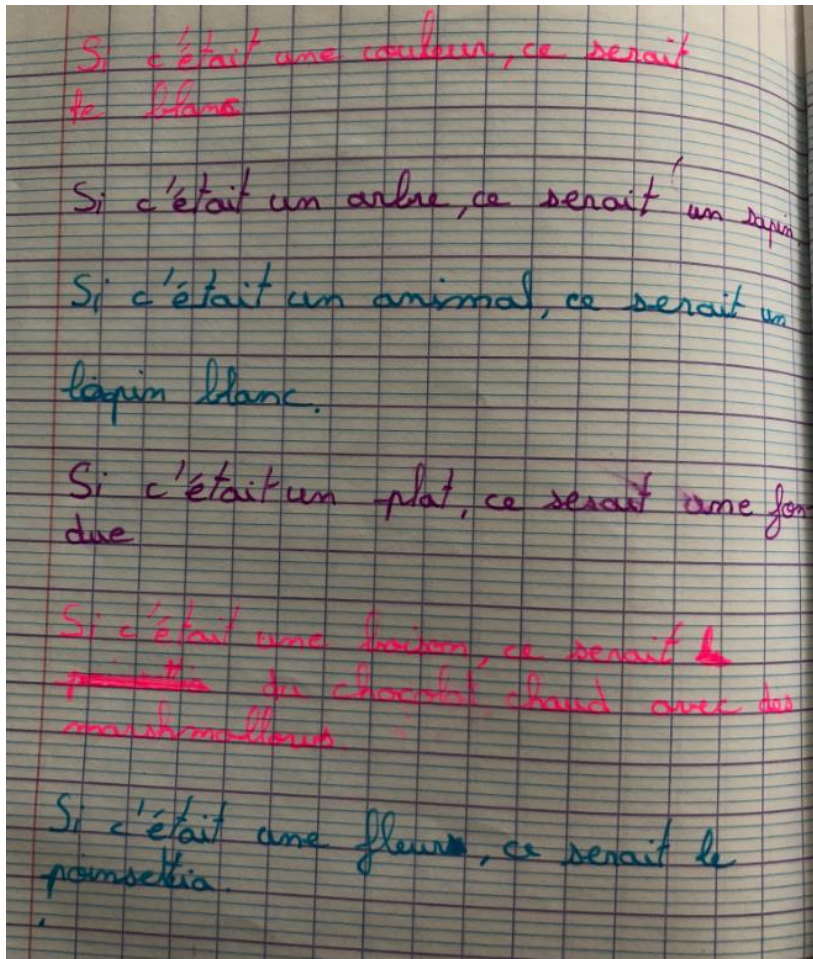 Si c'était une couleur, ce serait
le blanc
Si c'était un arbre, ce serait un sapin
Si c'était un animal, ce serait un
lapin blanc.
Si c'était un plat, ce serait une fon
due
Si c'était une boison, ce serait
du chocolat chaud avec des
marshmallows.
Si c'était une fleur, ce serait le
poinsettia.